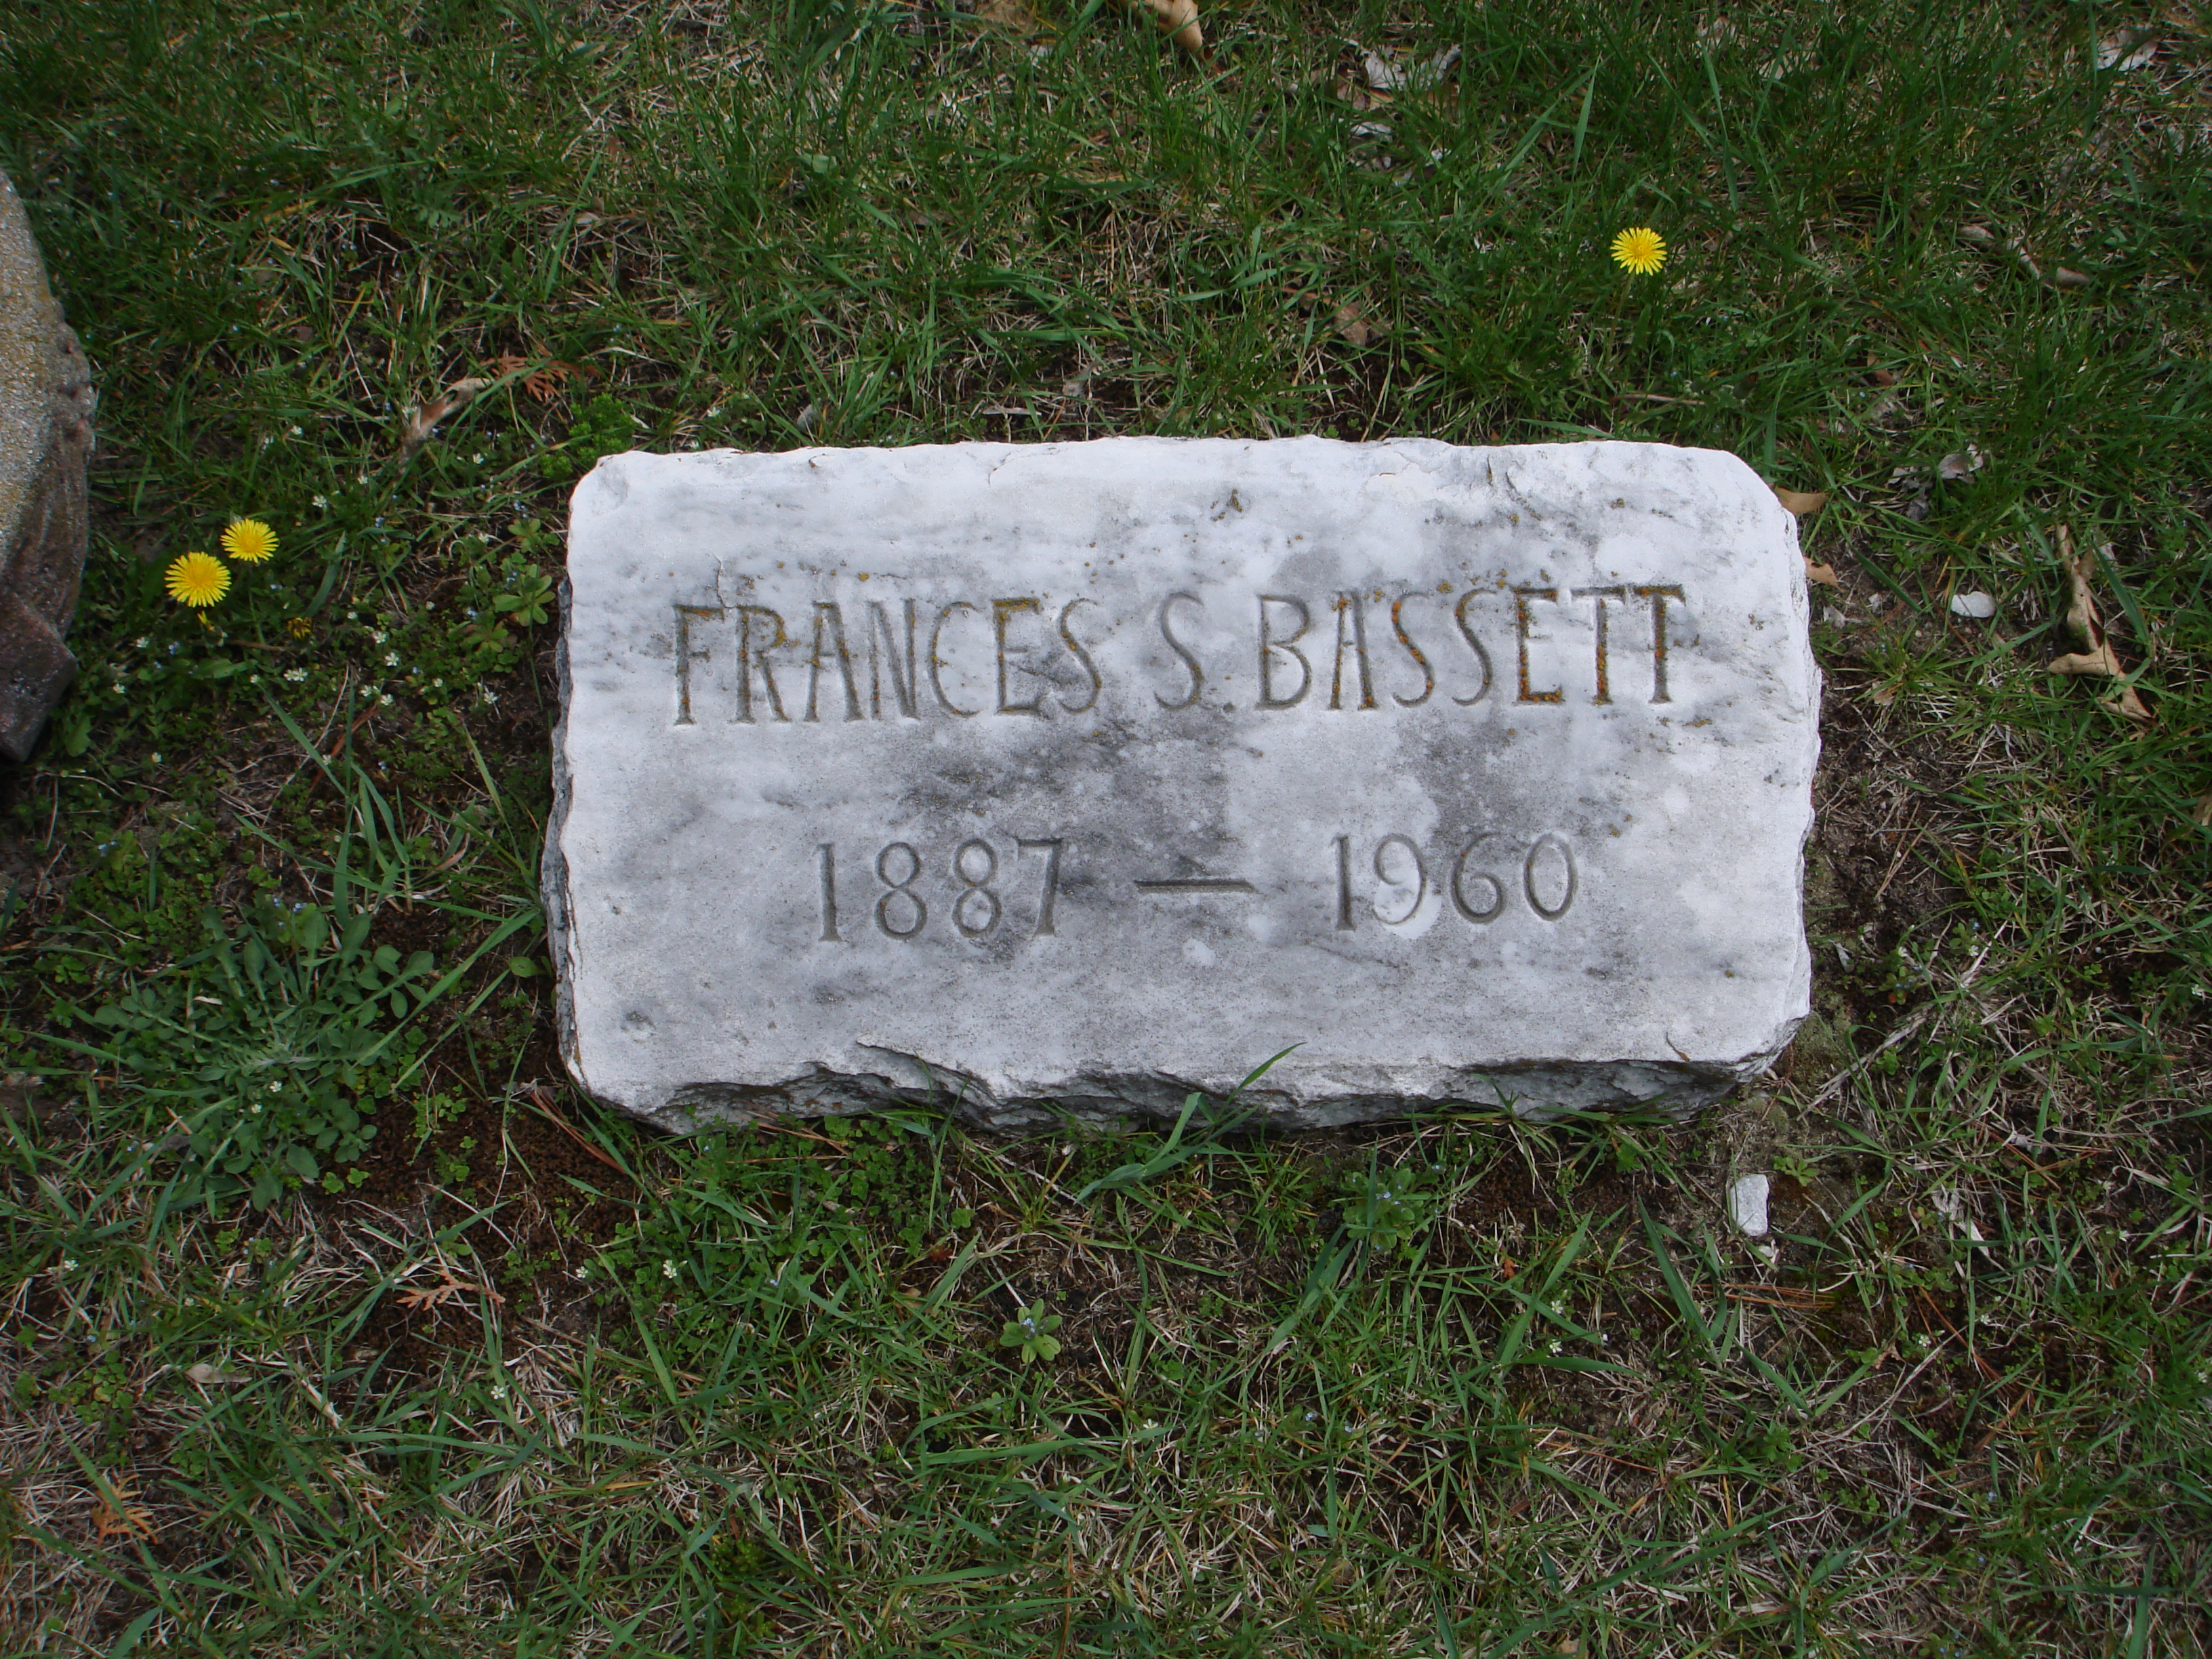 FRANCES S. BASSETT
1887 — 1960